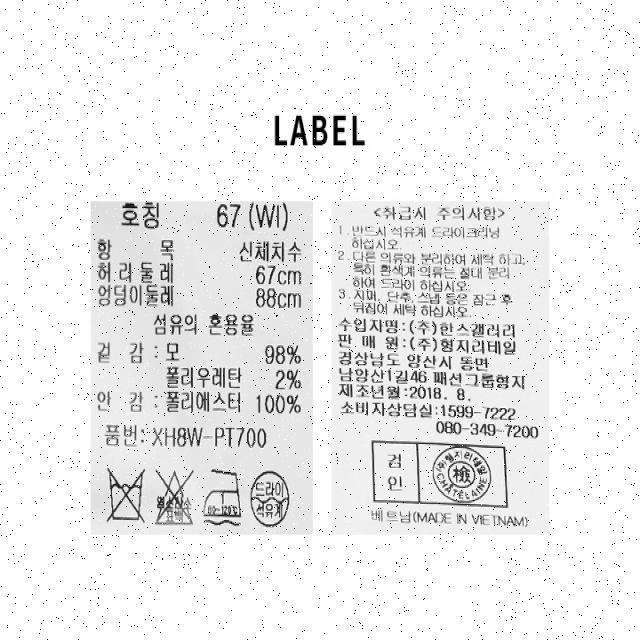 LABEL
호칭 67 (WI)
항 목 신체치수
허리둘레 67cm
엉덩이둘레 88cm
섬유의 혼용율
겉 감 : 모 98%
폴리우레탄 2%
안 감 : 폴리에스터 100%
품번: XH8W-PT700
염소산소
표백
80~120℃
드라이
석유계
<취급시 주의사항>
1. 반드시 석유계 드라이크리닝
하십시오.
2. 다른 의류와 분리하여 세탁 하고,
특히 흰색계 의류는 절대 분리
하여 드라이 하십시오.
3. 지퍼, 단추, 스냅 등은 잠근 후
뒤집어 세탁 하십시오.
수입자명:(주)한스갤러리
판 매 원:(주)형지리테일
경상남도 양산시 동면
남양산1길46 패션그룹형지
제조년월:2018. 8.
소비자상담실:1599-7222
080-349-7200
검
인
(주)형지리테일
檢
CHATELAINE
베트남(MADE IN VIETNAM)